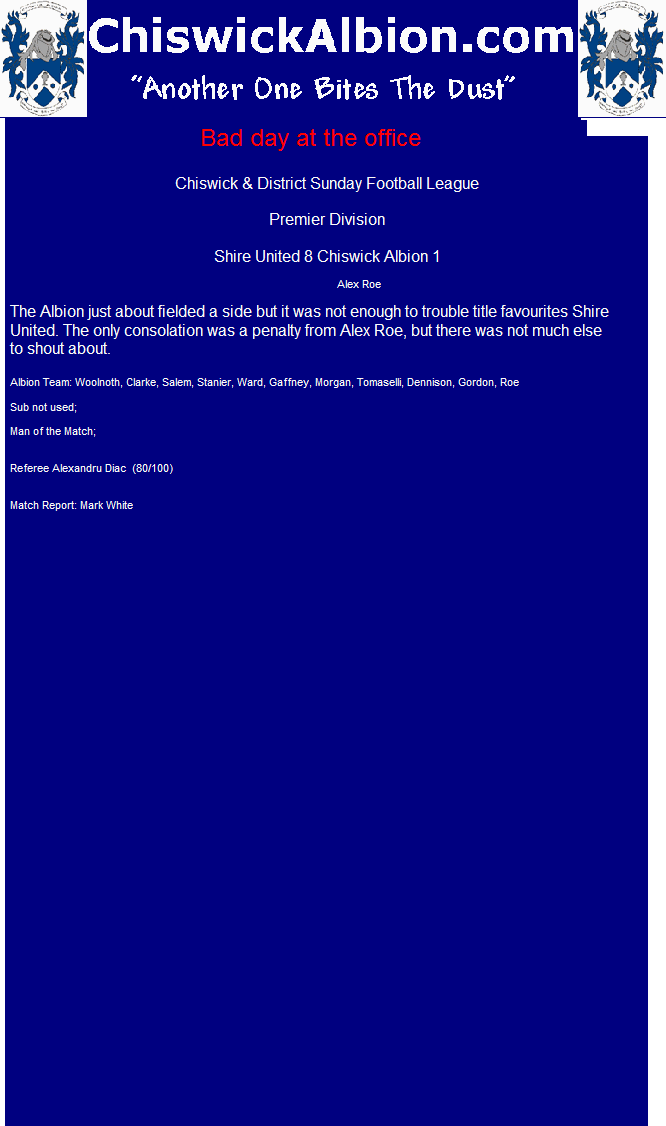 ChiswickAlbion.com
“Another One Bites The Dust”
Bad day at the office
Chiswick & District Sunday Football League
Premier Division
Shire United 8 Chiswick Albion 1
Alex Roe
The Albion just about fielded a side but it was not enough to trouble title favourites Shire
United. The only consolation was a penalty from Alex Roe, but there was not much else
to shout about.
Albion Team: Woolnoth, Clarke, Salem, Stanier, Ward, Gaffney, Morgan, Tomaselli, Dennison, Gordon, Roe
Sub not used;
Man of the Match;
Referee Alexandru Diac  (80/100)
Match Report: Mark White